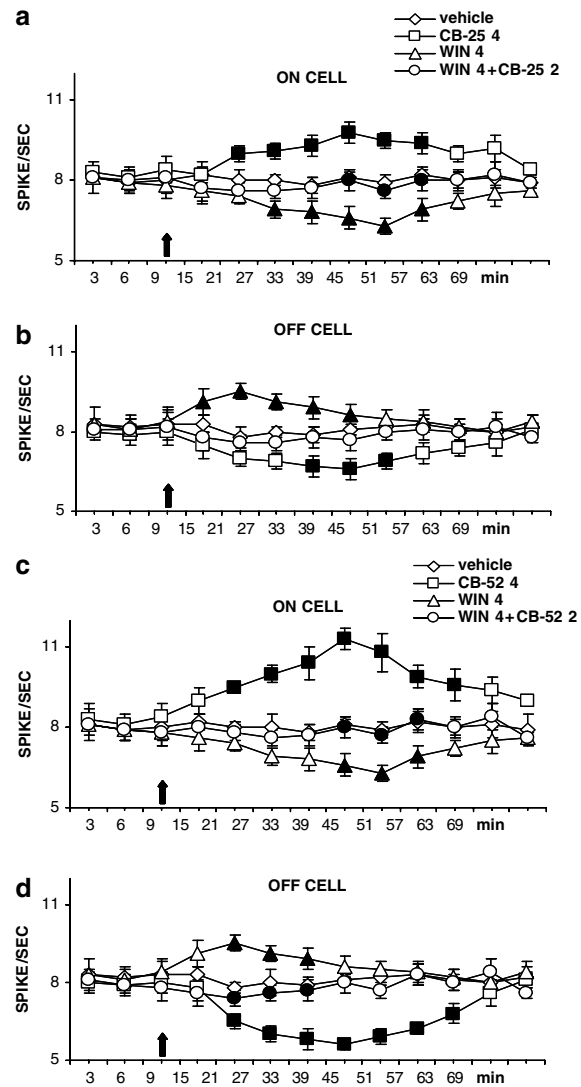 a
vehicle
CB-25 4
WIN 4
WIN 4+CB-25 2
ON CELL
SPIKE/SEC
11
8
5
3 6 9 15 21 27 33 39 45 51 57 63 69 min
b
OFF CELL
SPIKE/SEC
11
8
5
3 6 9 15 21 27 33 39 45 51 57 63 69 min
c
vehicle
CB-52 4
WIN 4
WIN 4+CB-52 2
ON CELL
SPIKE/SEC
11
8
5
3 6 9 15 21 27 33 39 45 51 57 63 69 min
d
OFF CELL
SPIKE/SEC
11
8
5
3 6 9 15 21 27 33 39 45 51 57 63 69 min